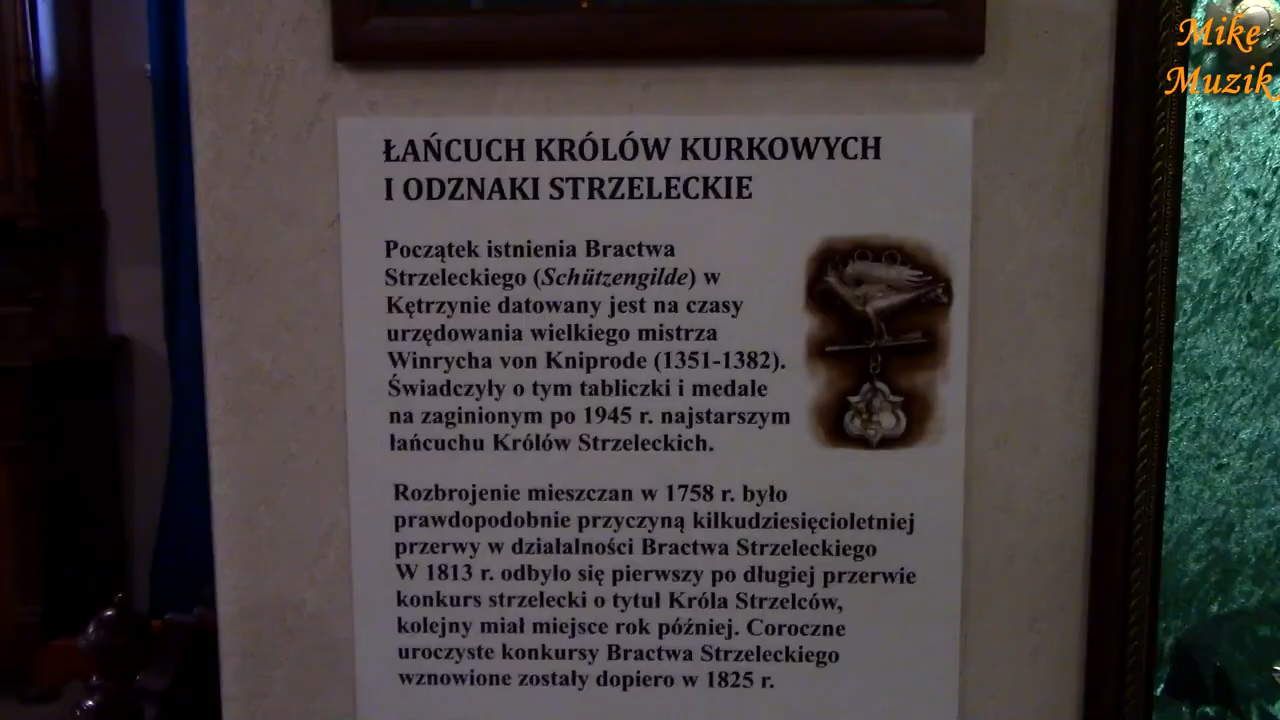 Mike
Muzik
ŁAŃCUCH KRÓLÓW KURKOWYCH
I ODZNAKI STRZELECKIE
Początek istnienia Bractwa
Strzeleckiego (Schützengilde) w
Kętrzynie datowany jest na czasy
urzędowania wielkiego mistrza
Winrycha von Kniprode (1351-1382).
Świadczyły o tym tabliczki i medale
na zaginionym po 1945 r. najstarszym
łańcuchu Królów Strzeleckich.
Rozbrojenie mieszczan w 1758 r. było
prawdopodobnie przyczyną kilkudziesięcioletniej
przerwy w działalności Bractwa Strzeleckiego
W 1813 r. odbyło się pierwszy po długiej przerwie
konkurs strzelecki o tytuł Króla Strzelców,
kolejny miał miejsce rok później. Coroczne
uroczyste konkursy Bractwa Strzeleckiego
wznowione zostały dopiero w 1825 r.